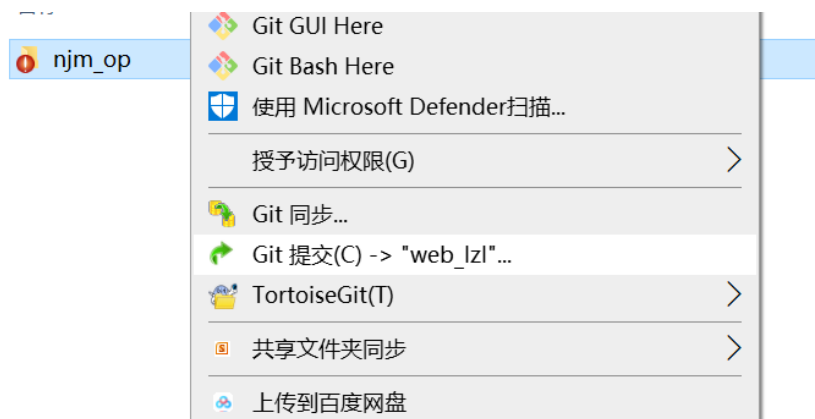 Git GUI Here
njm_op
Git Bash Here
使用 Microsoft Defender扫描...
授予访问权限(G)
Git 同步...
Git 提交(C) -> "web_lzl"...
TortoiseGit(T)
共享文件夹同步
上传到百度网盘